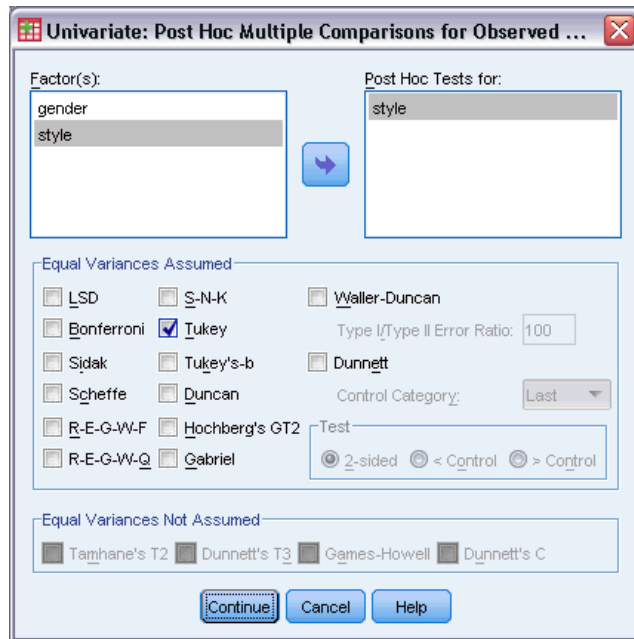 Univariate: Post Hoc Multiple Comparisons for Observed ...
Factor(s):
gender
style
Post Hoc Tests for:
style
Equal Variances Assumed
LSD
S-N-K
Waller-Duncan
Bonferroni
Tukey
Type I/Type II Error Ratio: 100
Sidak
Tukey's-b
Dunnett
Scheffe
Duncan
Control Category: Last
R-E-G-W-F
Hochberg's GT2
Test
R-E-G-W-Q
Gabriel
2-sided
< Control
> Control
Equal Variances Not Assumed
Tamhane's T2
Dunnett's T3
Games-Howell
Dunnett's C
Continue
Cancel
Help